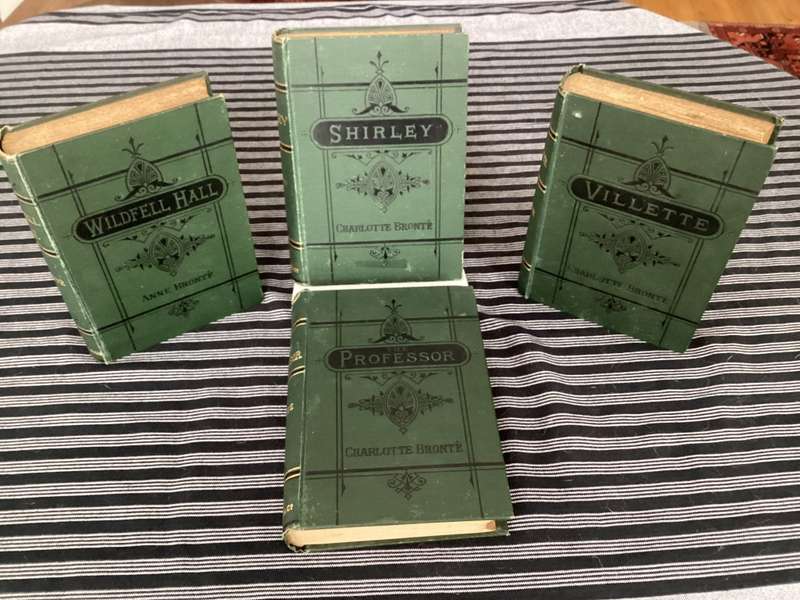 WILDFELL HALL
ANNE BRONTË
SHIRLEY
CHARLOTTE BRONTË
VILLETTE
CHARLOTTE BRONTË
PROFESSOR
CHARLOTTE BRONTË